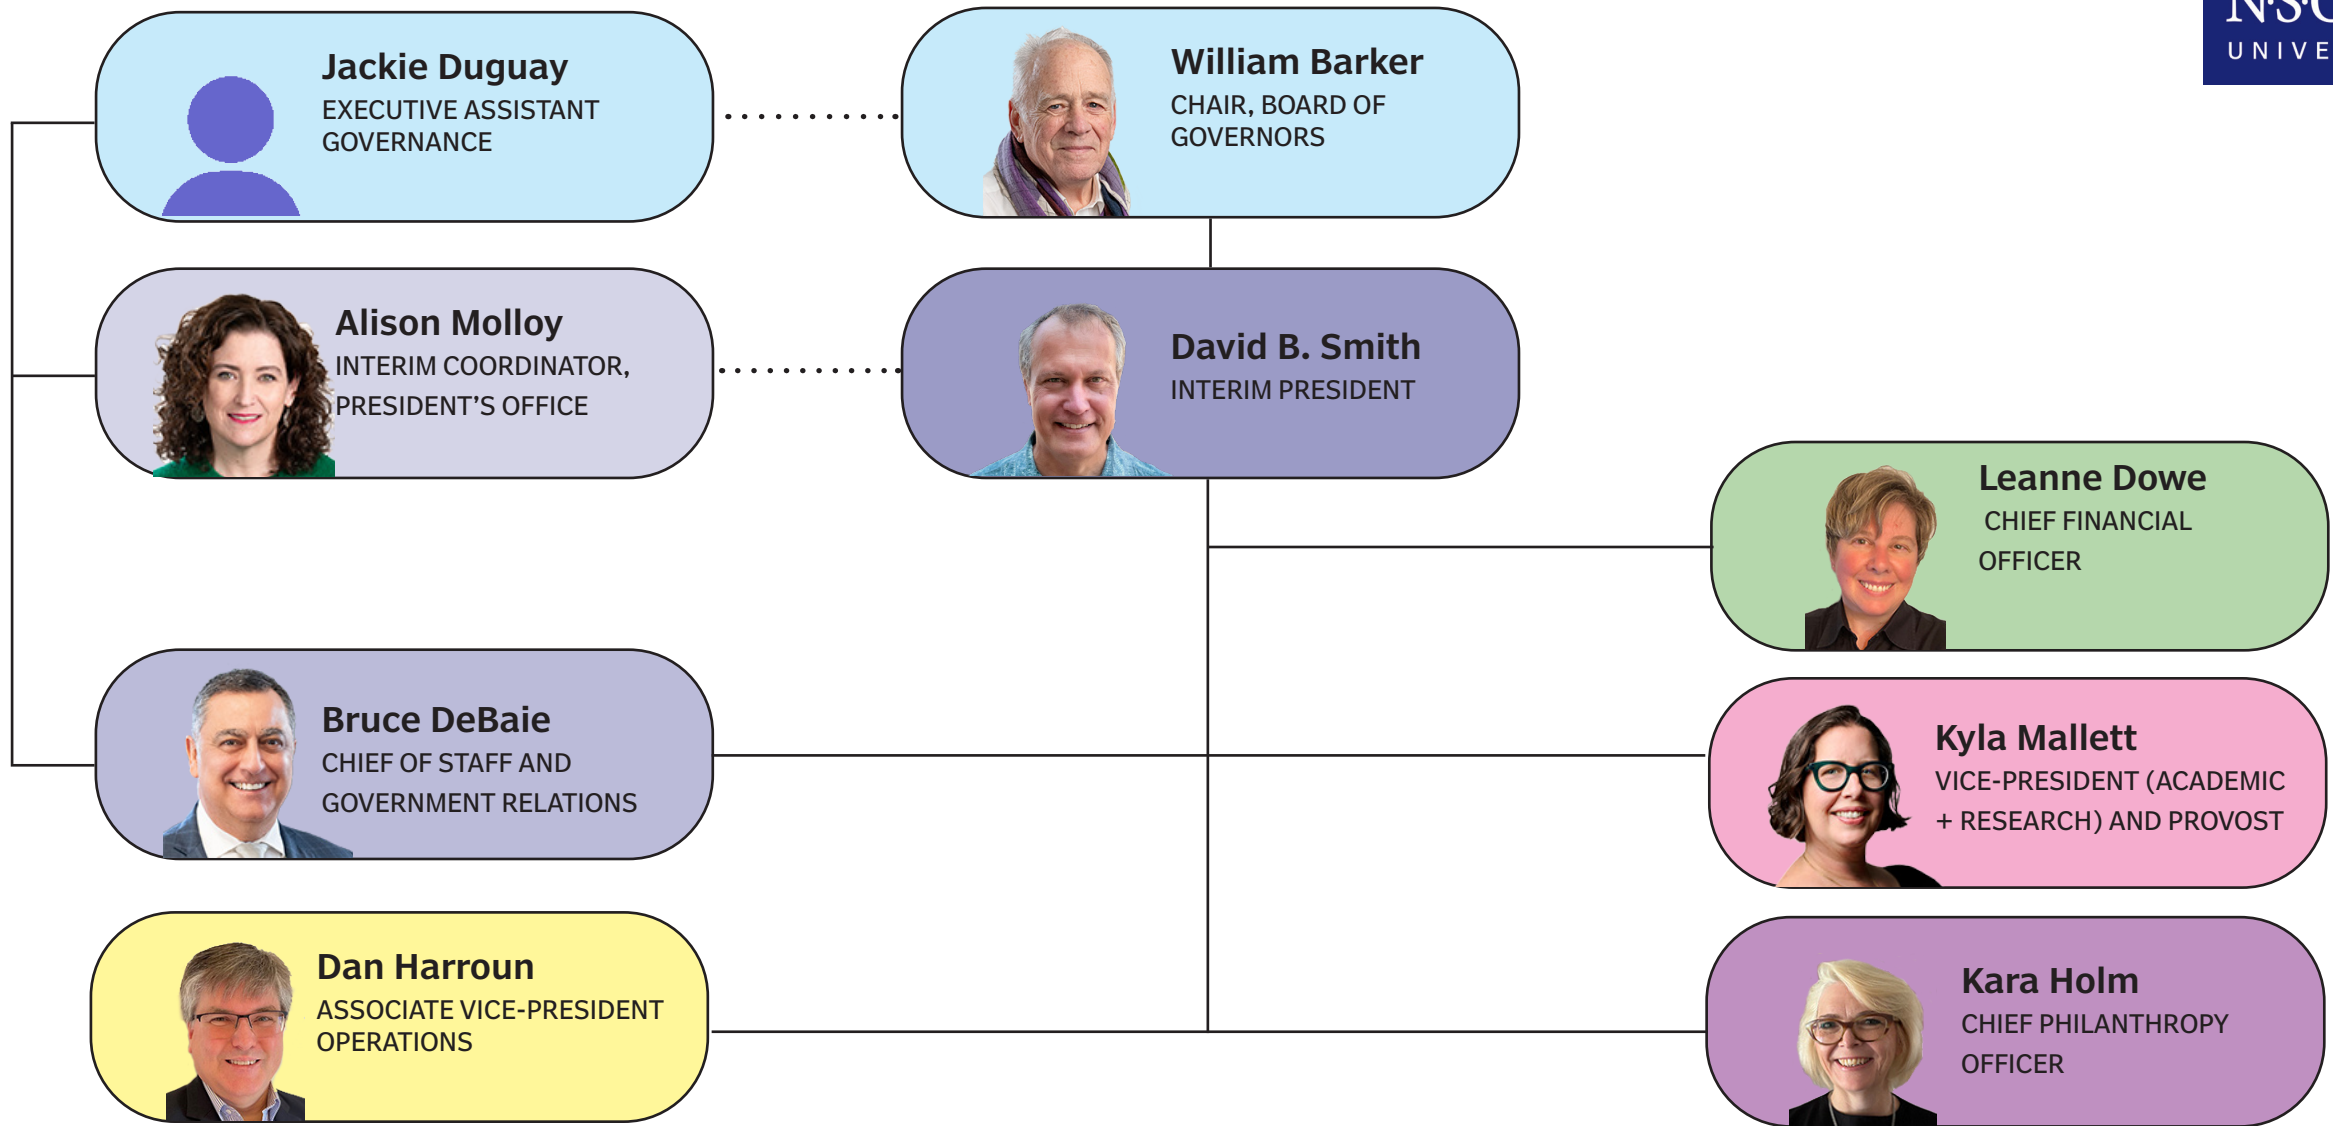 Jackie Duguay
EXECUTIVE ASSISTANT
GOVERNANCE
William Barker
CHAIR, BOARD OF
GOVERNORS
Alison Molloy
INTERIM COORDINATOR,
PRESIDENT’S OFFICE
David B. Smith
INTERIM PRESIDENT
Leanne Dowe
CHIEF FINANCIAL
OFFICER
Bruce DeBaie
CHIEF OF STAFF AND
GOVERNMENT RELATIONS
Kyla Mallett
VICE-PRESIDENT (ACADEMIC
+ RESEARCH) AND PROVOST
Dan Harroun
ASSOCIATE VICE-PRESIDENT
OPERATIONS
Kara Holm
CHIEF PHILANTHROPY
OFFICER